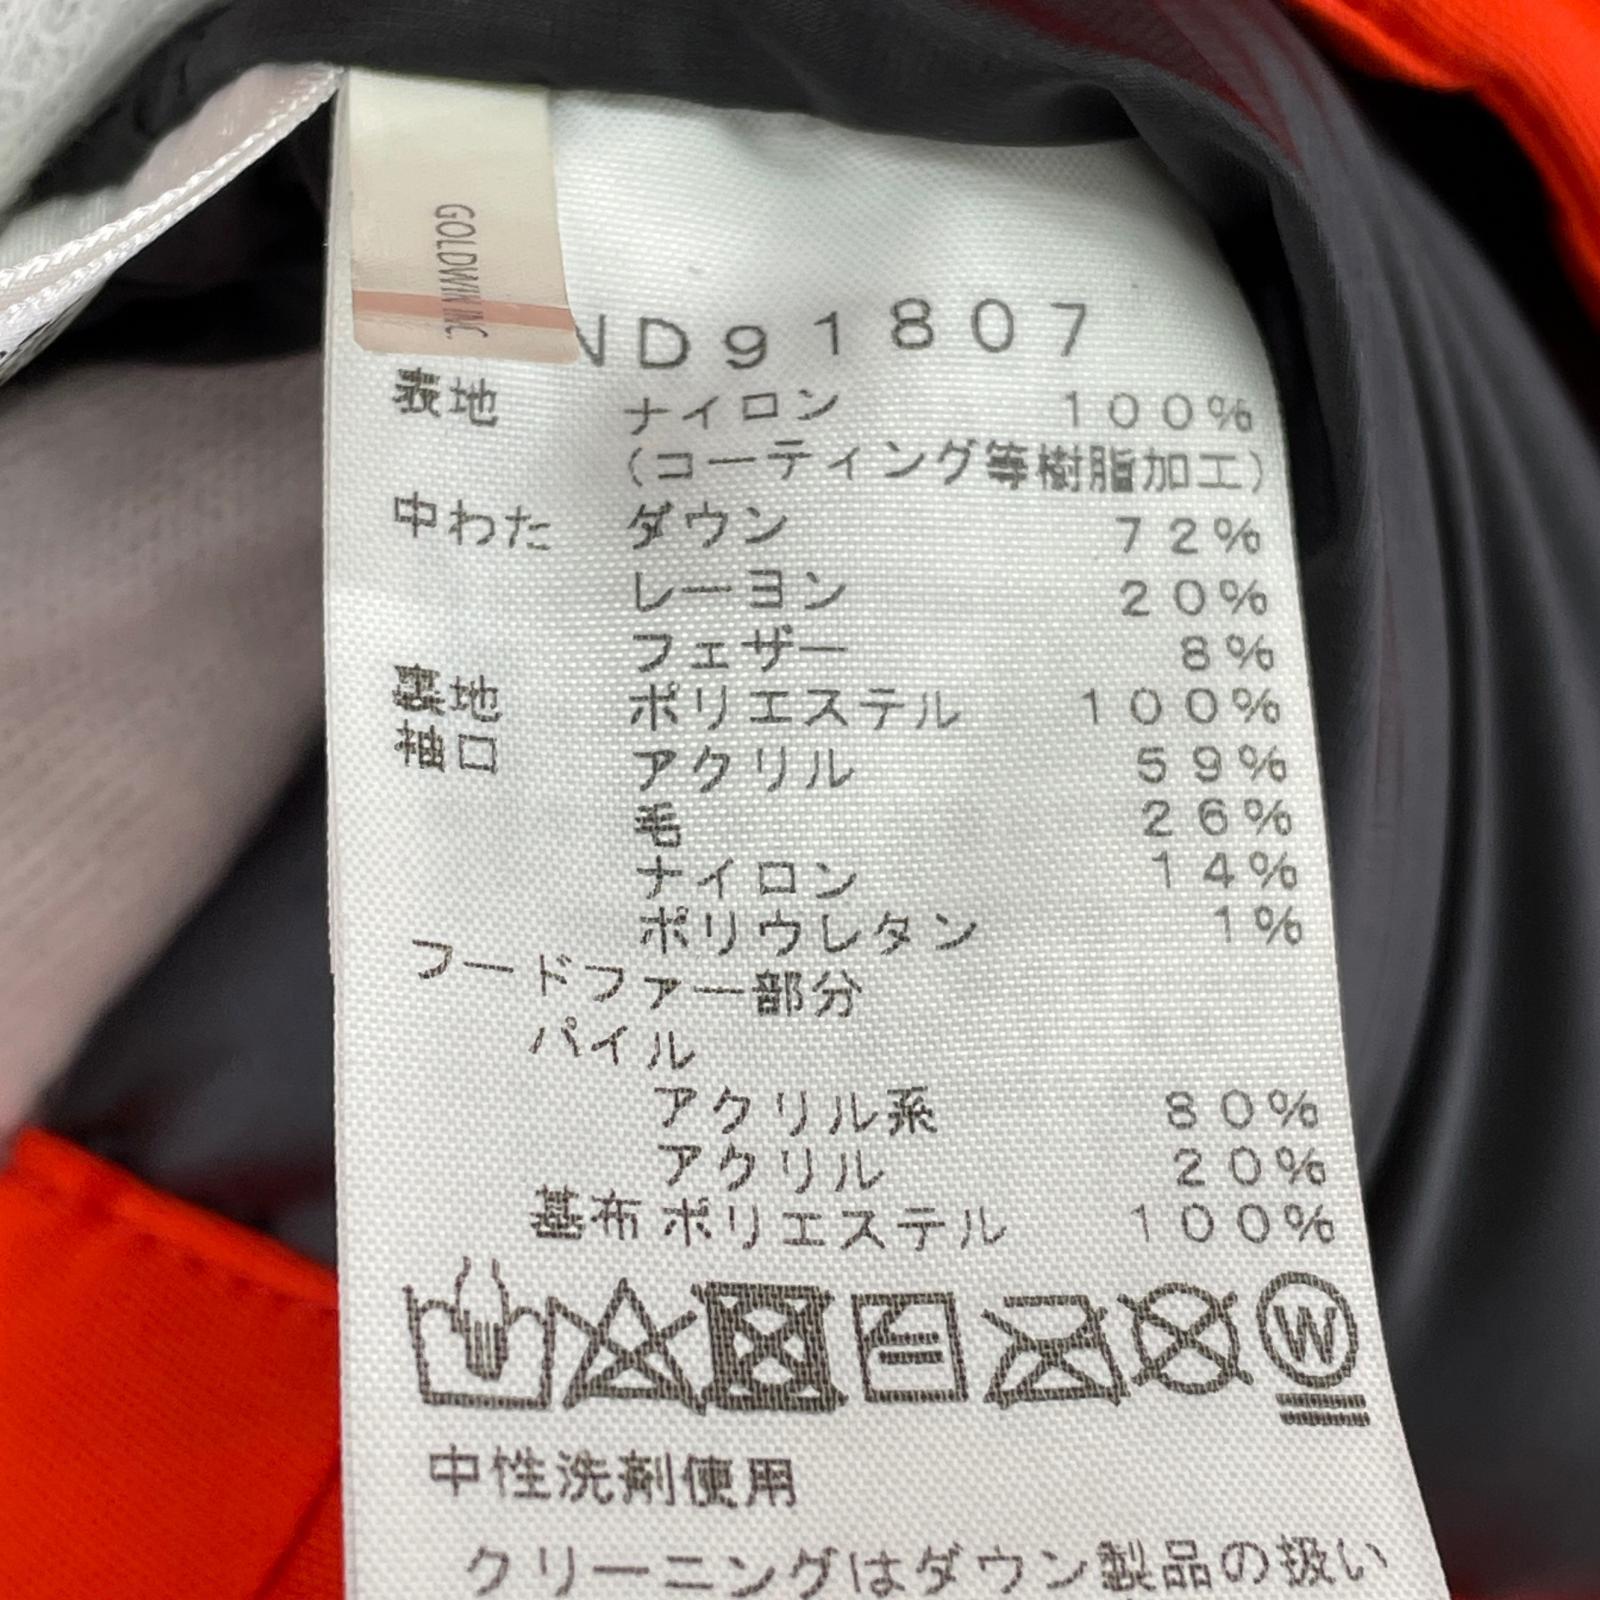 GOLDWIN INC.
ND91807
表地 ナイロン 100%
(コーティング等樹脂加工)
中わた ダウン 72%
レーヨン 20%
フェザー 8%
裏地 ポリエステル 100%
袖口 アクリル 59%
毛 26%
ナイロン 14%
ポリウレタン 1%
フードファー部分
パイル
アクリル系 80%
アクリル 20%
基布 ポリエステル 100%
W
中性洗剤使用
クリーニングはダウン製品の扱い